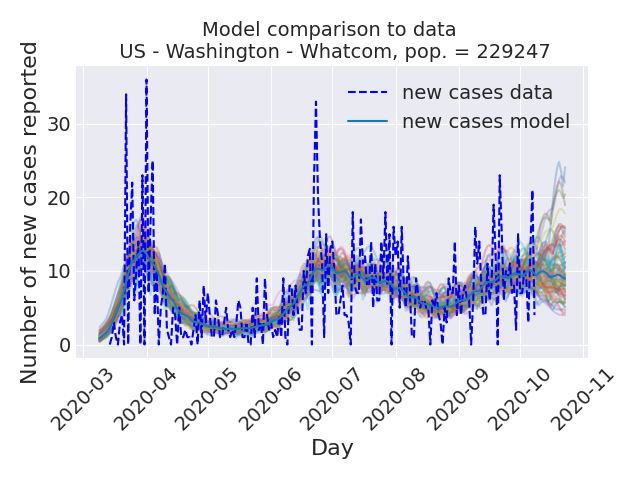 Model comparison to data
US - Washington - Whatcom, pop. = 229247
Number of new cases reported
30
20
10
0
new cases data
new cases model
2020-03
2020-04
2020-05
2020-06
2020-07
2020-08
2020-09
2020-10
2020-11
Day